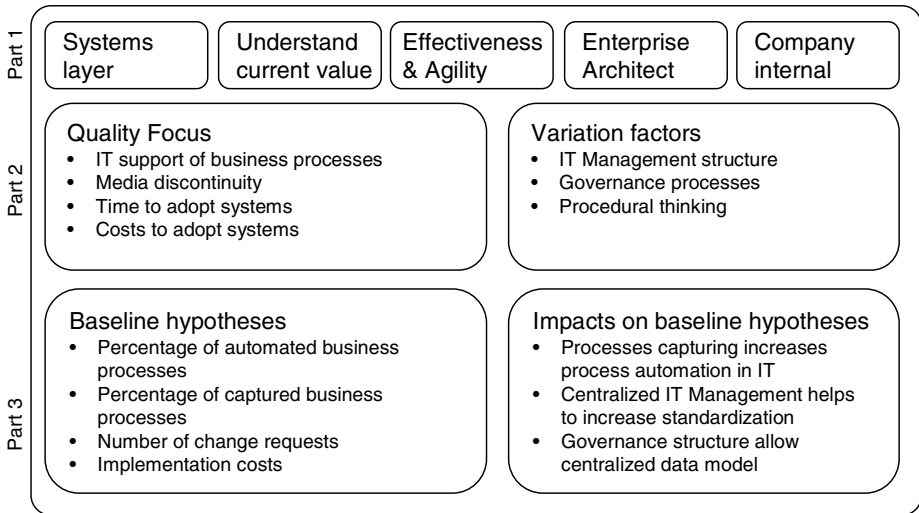 Part 1
Systems
layer
Understand
current value
Effectiveness
& Agility
Enterprise
Architect
Company
internal
Part 2
Quality Focus
• IT support of business processes
• Media discontinuity
• Time to adopt systems
• Costs to adopt systems
Variation factors
• IT Management structure
• Governance processes
• Procedural thinking
Part 3
Baseline hypotheses
• Percentage of automated business
processes
• Percentage of captured business
processes
• Number of change requests
• Implementation costs
Impacts on baseline hypotheses
• Processes capturing increases
process automation in IT
• Centralized IT Management helps
to increase standardization
• Governance structure allow
centralized data model